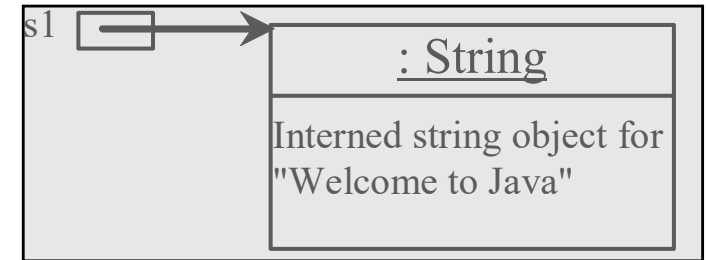 s1
: String
Interned string object for
"Welcome to Java"